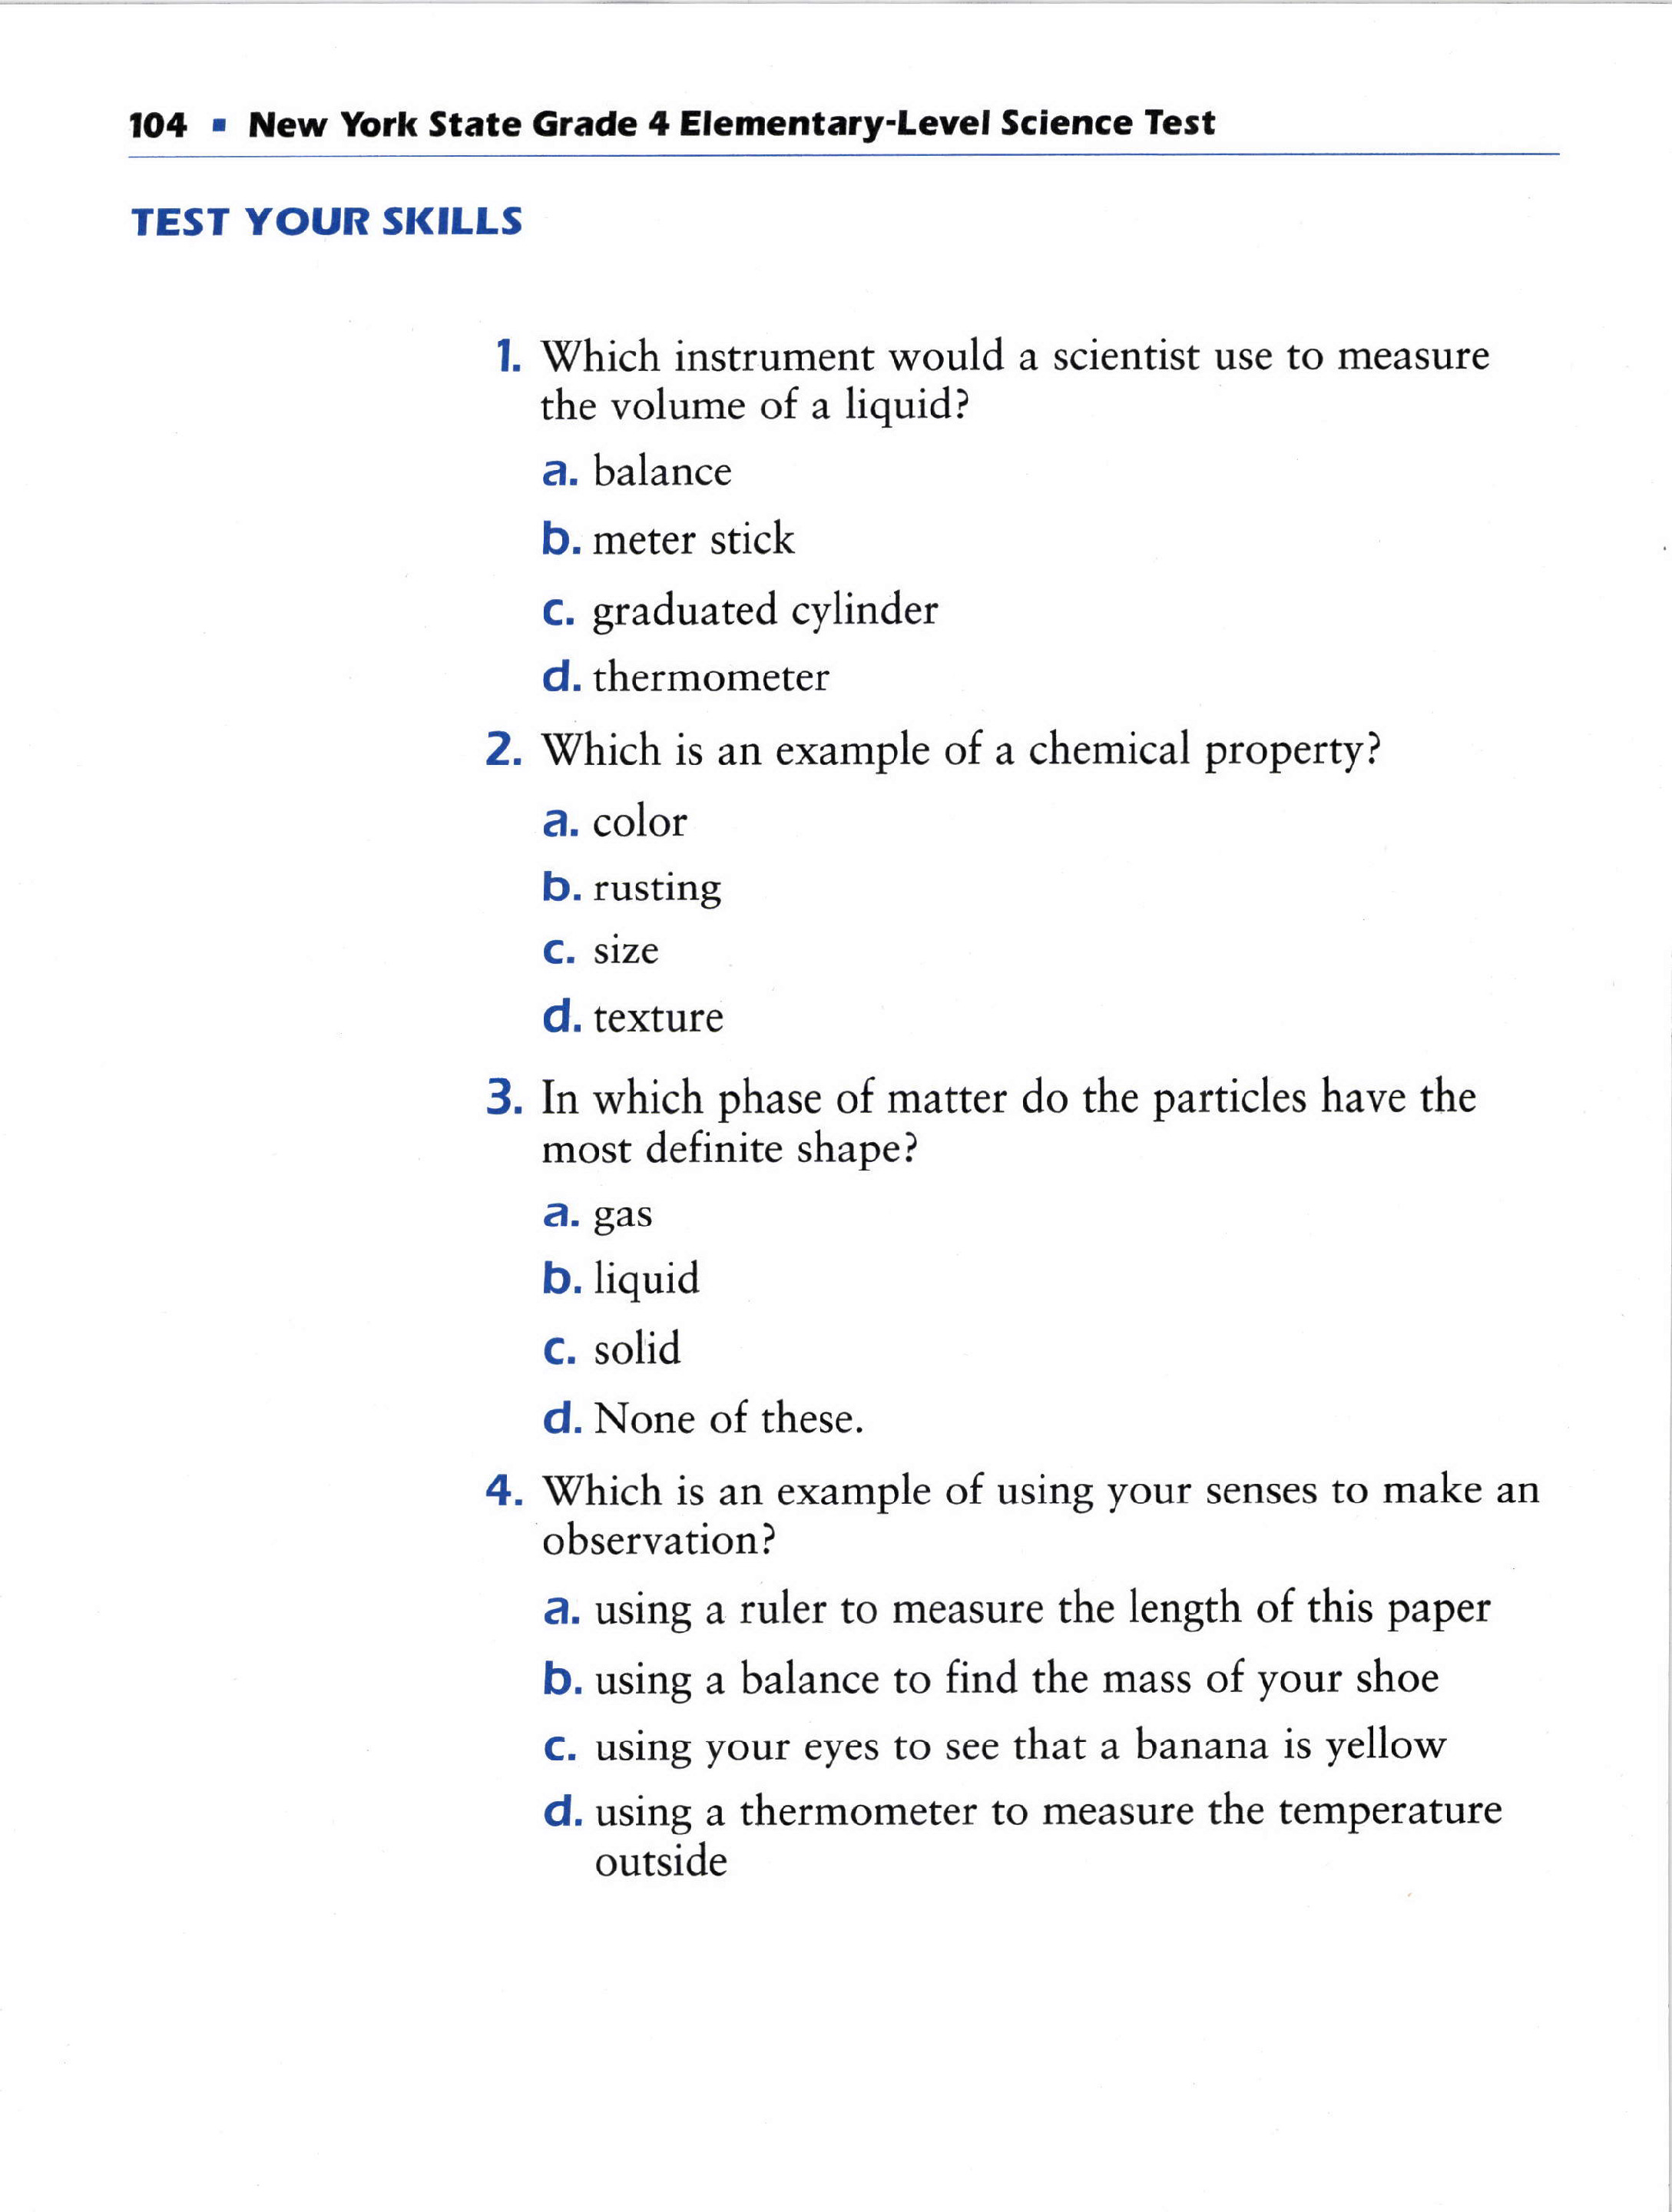 104 ▪ New York State Grade 4 Elementary-Level Science Test
TEST YOUR SKILLS
1. Which instrument would a scientist use to measure
the volume of a liquid?
a. balance
b. meter stick
c. graduated cylinder
d. thermometer
2. Which is an example of a chemical property?
a. color
b. rusting
c. size
d. texture
3. In which phase of matter do the particles have the
most definite shape?
a. gas
b. liquid
c. solid
d. None of these.
4. Which is an example of using your senses to make an
observation?
a. using a ruler to measure the length of this paper
b. using a balance to find the mass of your shoe
c. using your eyes to see that a banana is yellow
d. using a thermometer to measure the temperature
outside